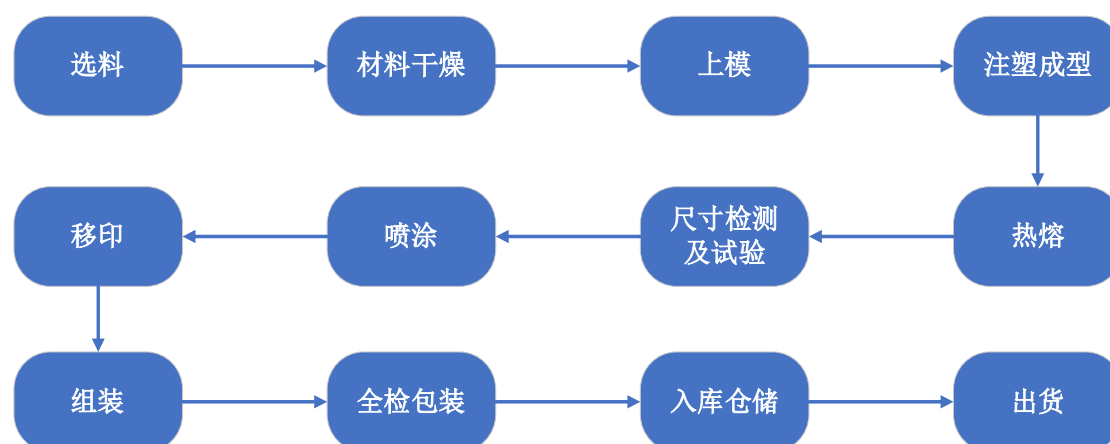 选料
材料干燥
上模
注塑成型
热熔
尺寸检测
及试验
喷涂
移印
组装
全检包装
入库仓储
出货